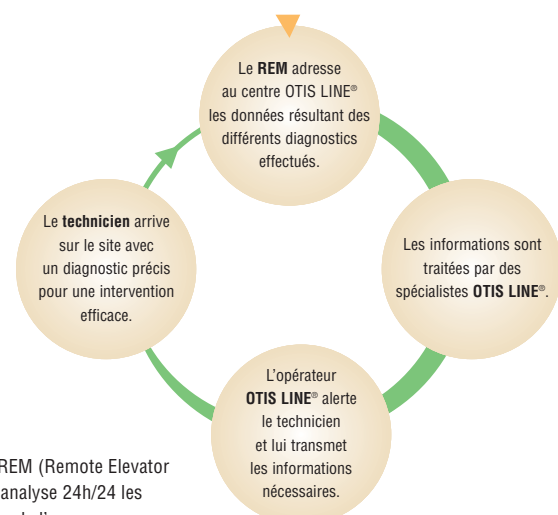 Le REM adresse
au centre OTIS LINE®
les données résultant des
différents diagnostics
effectués.
Les informations sont
traitées par des
spécialistes OTIS LINE®.
L'opérateur
OTIS LINE® alerte
le technicien
et lui transmet
les informations
nécessaires.
Le technicien arrive
sur le site avec
un diagnostic précis
pour une intervention
efficace.
REM (Remote Elevator
analyse 24h/24 les